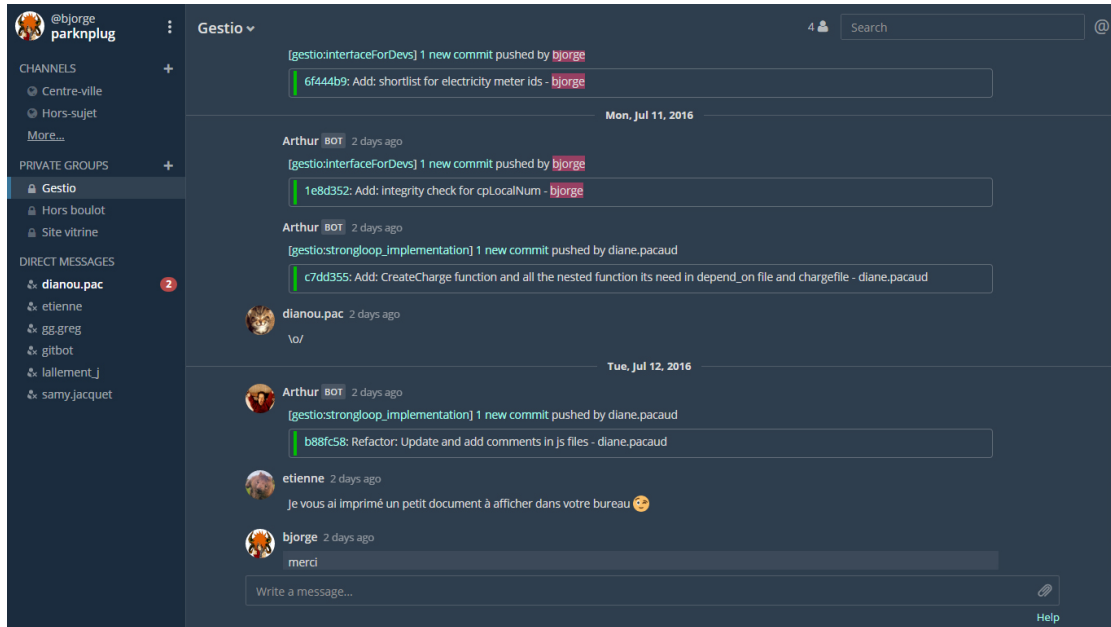 @bjorge
parknplug
CHANNELS +
Centre-ville
Hors-sujet
More...
PRIVATE GROUPS +
Gestio
Hors boulot
Site vitrine
DIRECT MESSAGES
dianou.pac 2
etienne
gg.greg
gitbot
lallement_j
samy.jacquet
Gestio
4
Search
@
[gestio:interfaceForDevs] 1 new commit pushed by bjorge
6f444b9: Add: shortlist for electricity meter ids - bjorge
Mon, Jul 11, 2016
Arthur BOT 2 days ago
[gestio:interfaceForDevs] 1 new commit pushed by bjorge
1e8d352: Add: integrity check for cpLocalNum - bjorge
Arthur BOT 2 days ago
[gestio:strongloop_implementation] 1 new commit pushed by diane.pacaud
c7dd355: Add: CreateCharge function and all the nested function its need in depend_on file and chargefile - diane.pacaud
dianou.pac 2 days ago
\o/
Tue, Jul 12, 2016
Arthur BOT 2 days ago
[gestio:strongloop_implementation] 1 new commit pushed by diane.pacaud
b88fc58: Refactor: Update and add comments in js files - diane.pacaud
etienne 2 days ago
Je vous ai imprimé un petit document à afficher dans votre bureau 😉
bjorge 2 days ago
merci
Write a message...
Help